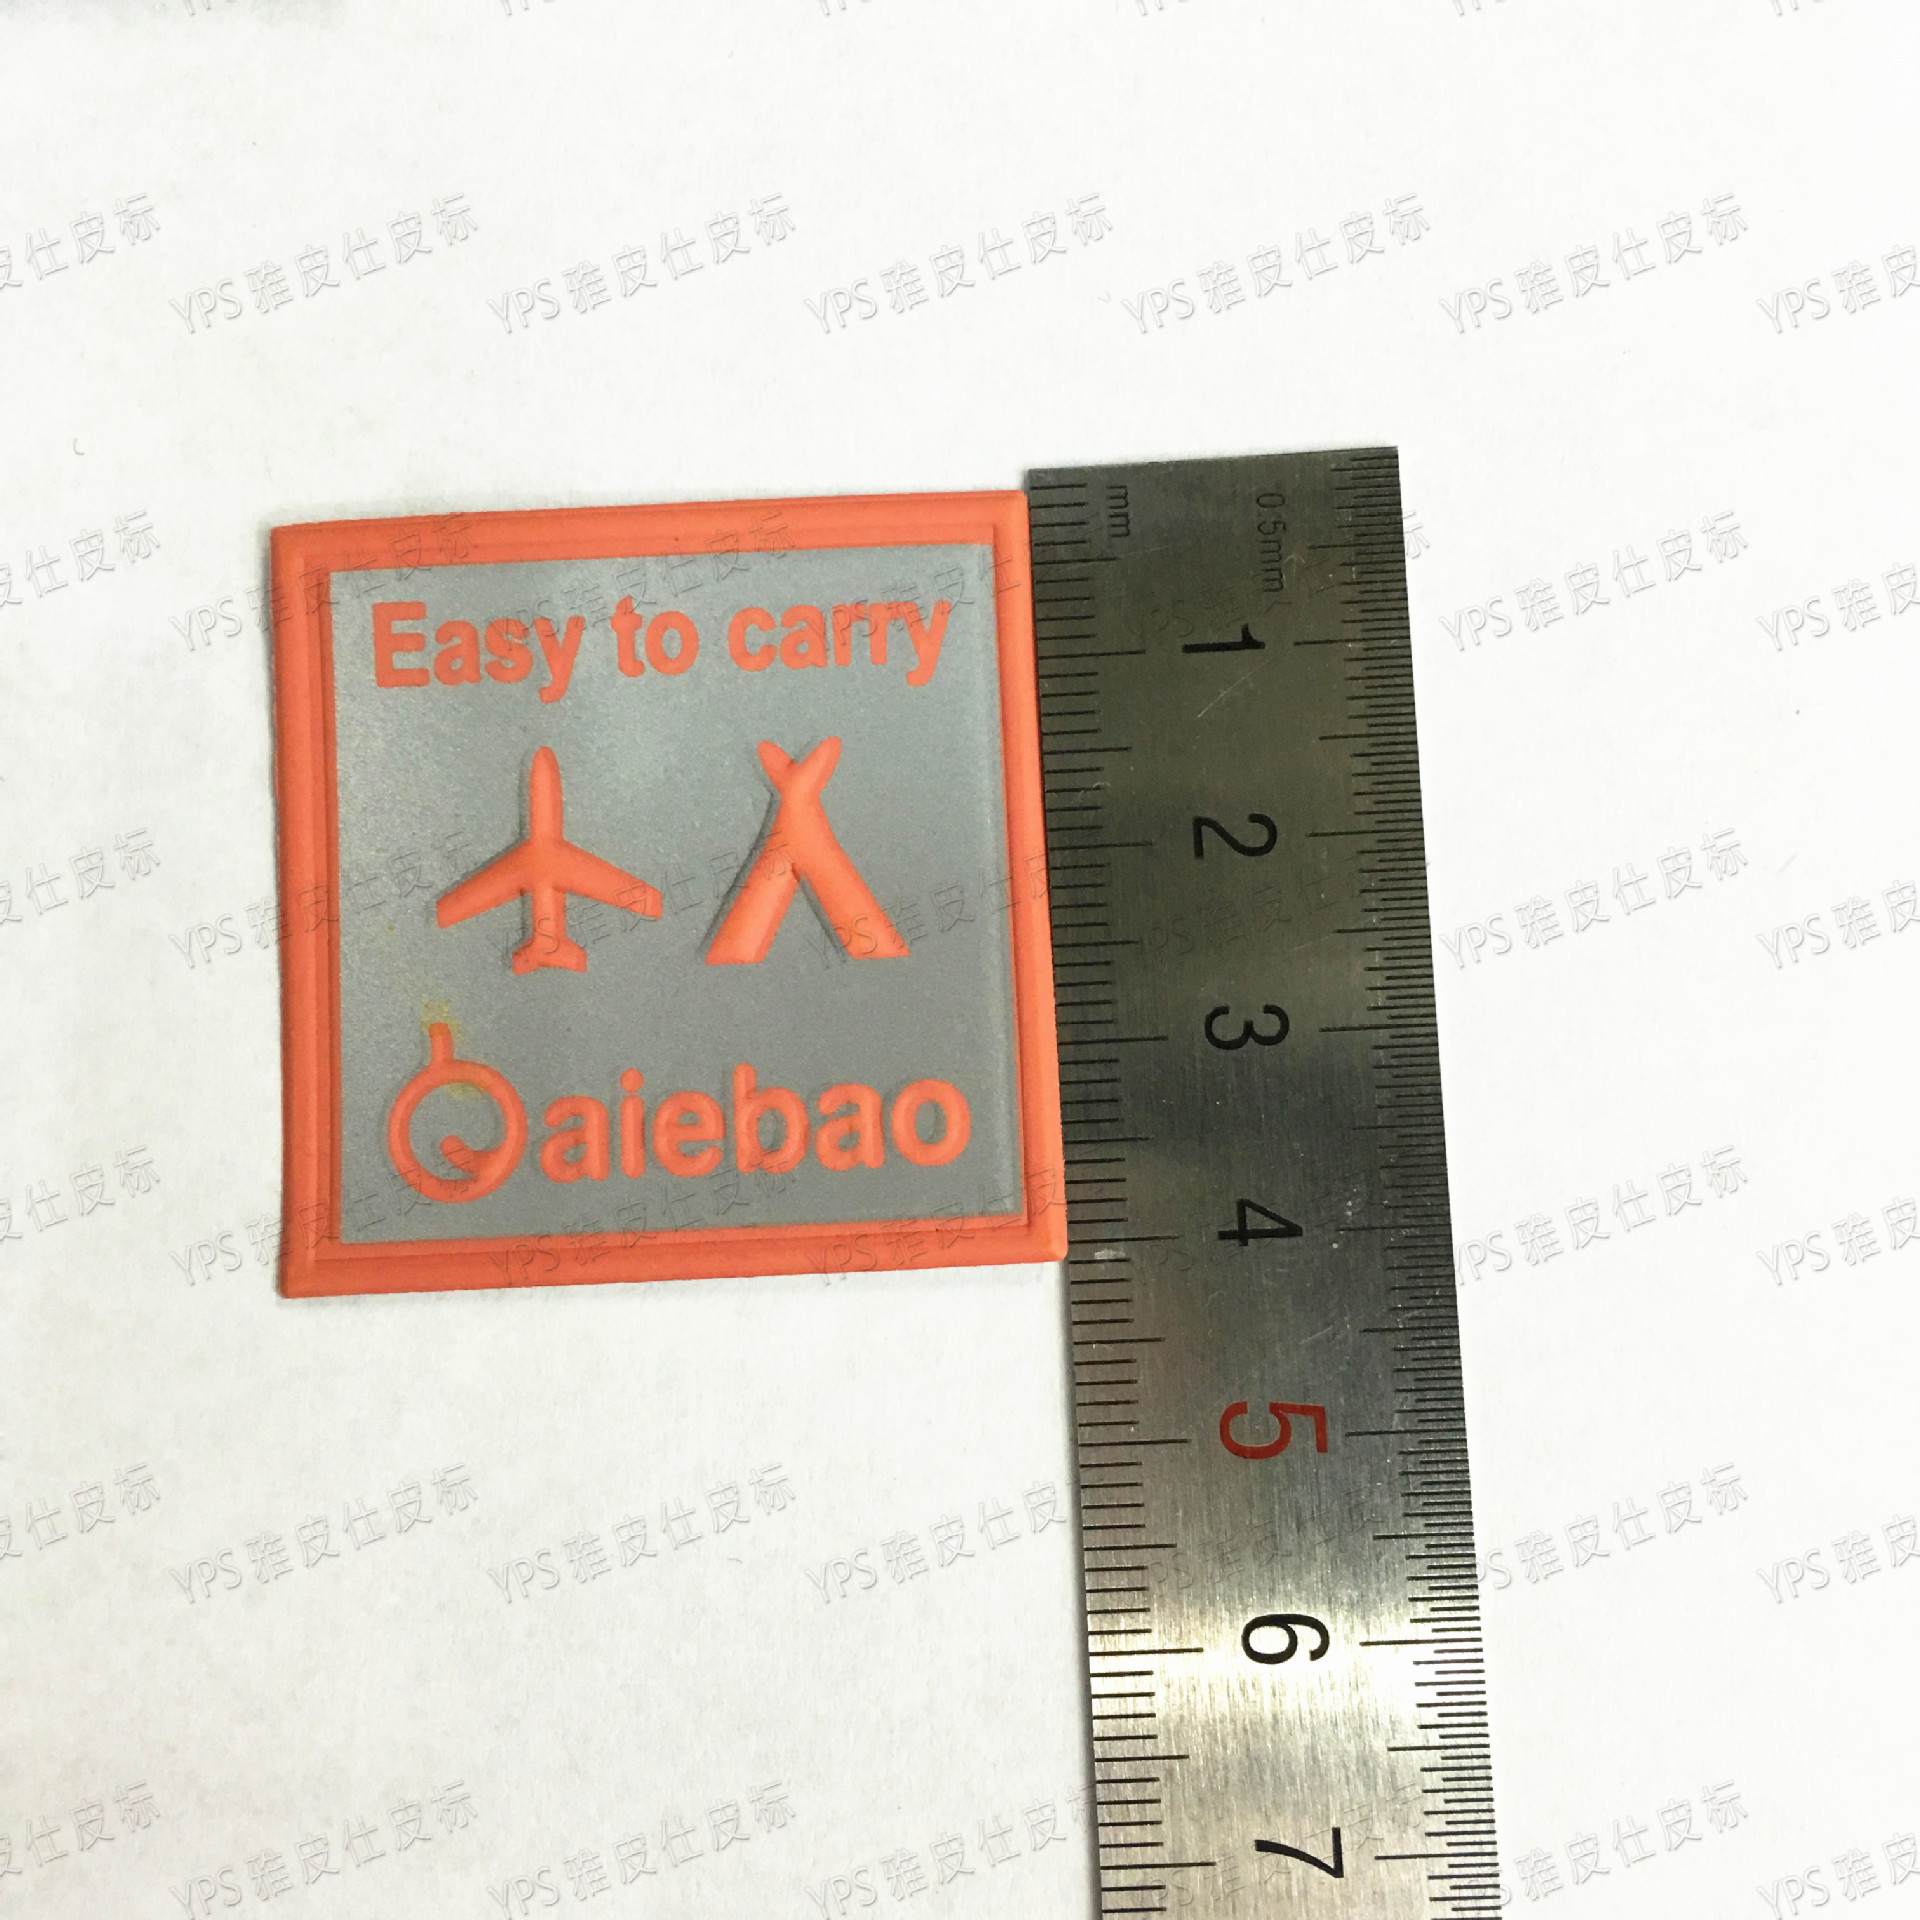 Easy to carry
Qaiebao
mm
0.5mm
1
2
3
4
5
6
7
YPS 雅皮仕皮标